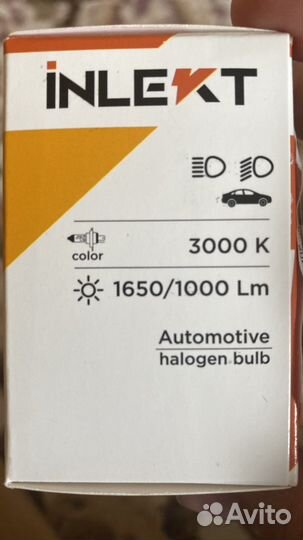 INLEKT
color
3000 K
1650/1000 Lm
Automotive
halogen bulb
Avito